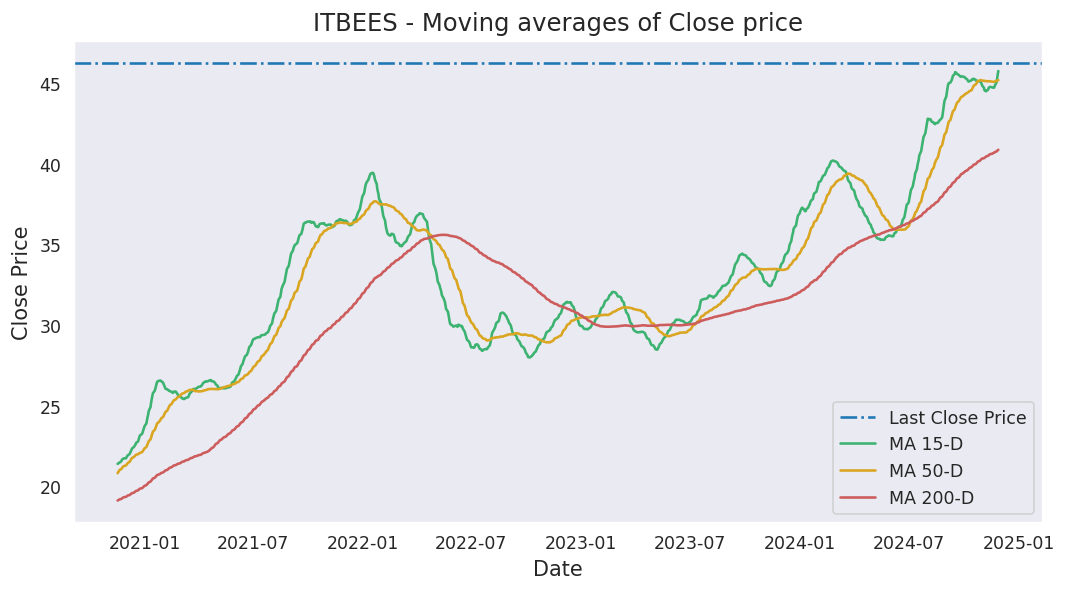 ITBEES - Moving averages of Close price
Close Price
45
40
35
30
25
20
Last Close Price
MA 15-D
MA 50-D
MA 200-D
2021-01 2021-07 2022-01 2022-07 2023-01 2023-07 2024-01 2024-07 2025-01
Date